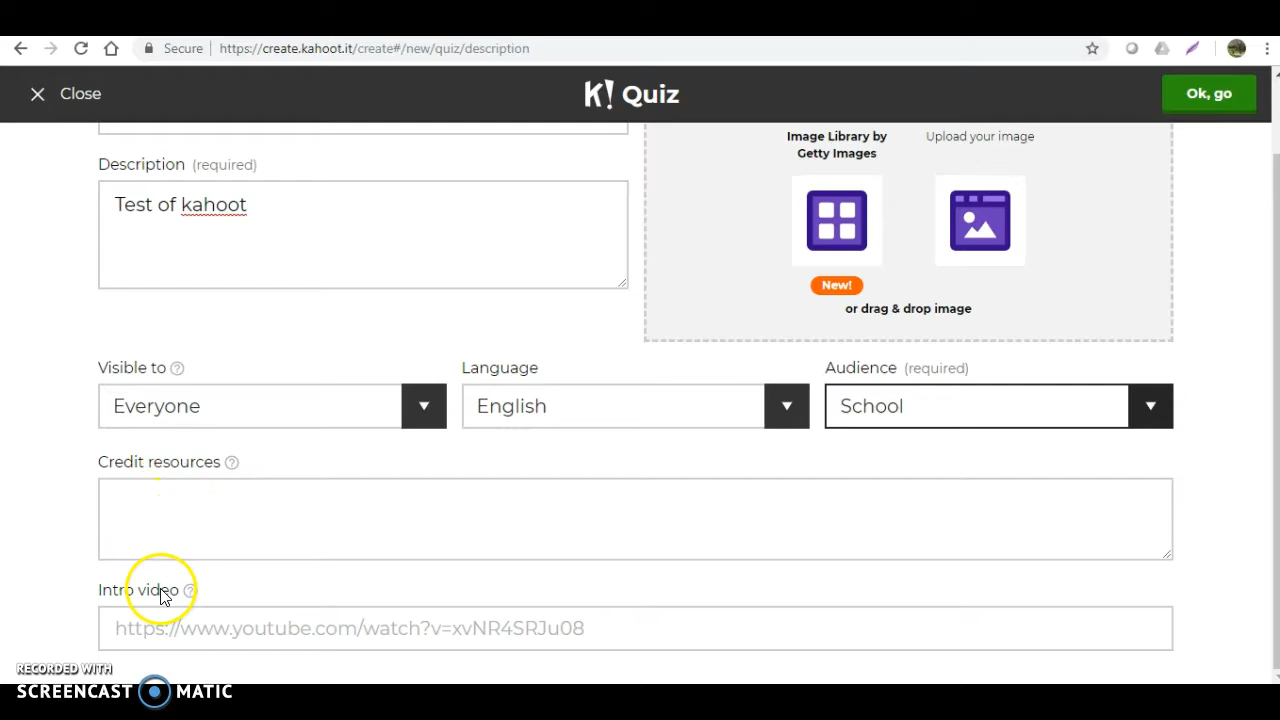 Secure
https://create.kahoot.it/create#/new/quiz/description
Close
K! Quiz
Ok, go
Image Library by
Getty Images
Upload your image
New!
or drag & drop image
Description (required)
Test of kahoot
Visible to ?
Language
Audience (required)
Everyone
English
School
Credit resources ?
Intro video ?
https://www.youtube.com/watch?v=xvNR4SRJu08
RECORDED WITH
SCREENCAST MATIC